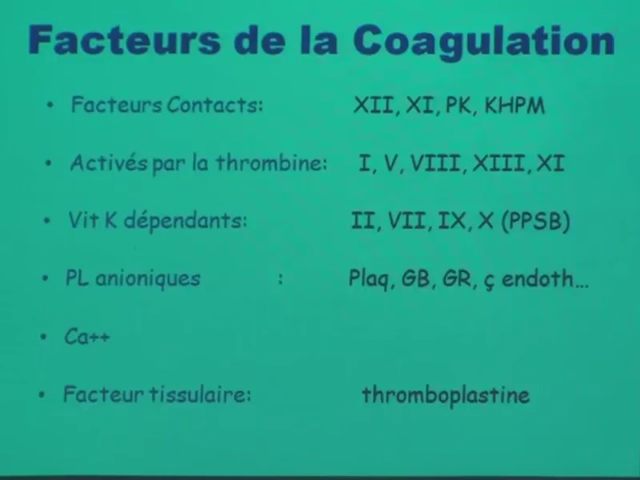 Facteurs de la Coagulation
• Facteurs Contacts: XII, XI, PK, KHPM
• Activés par la thrombine: I, V, VIII, XIII, XI
• Vit K dépendants: II, VII, IX, X (PPSB)
• PL anioniques : Plaq, GB, GR, ç endoth...
• Ca++
• Facteur tissulaire: thromboplastine